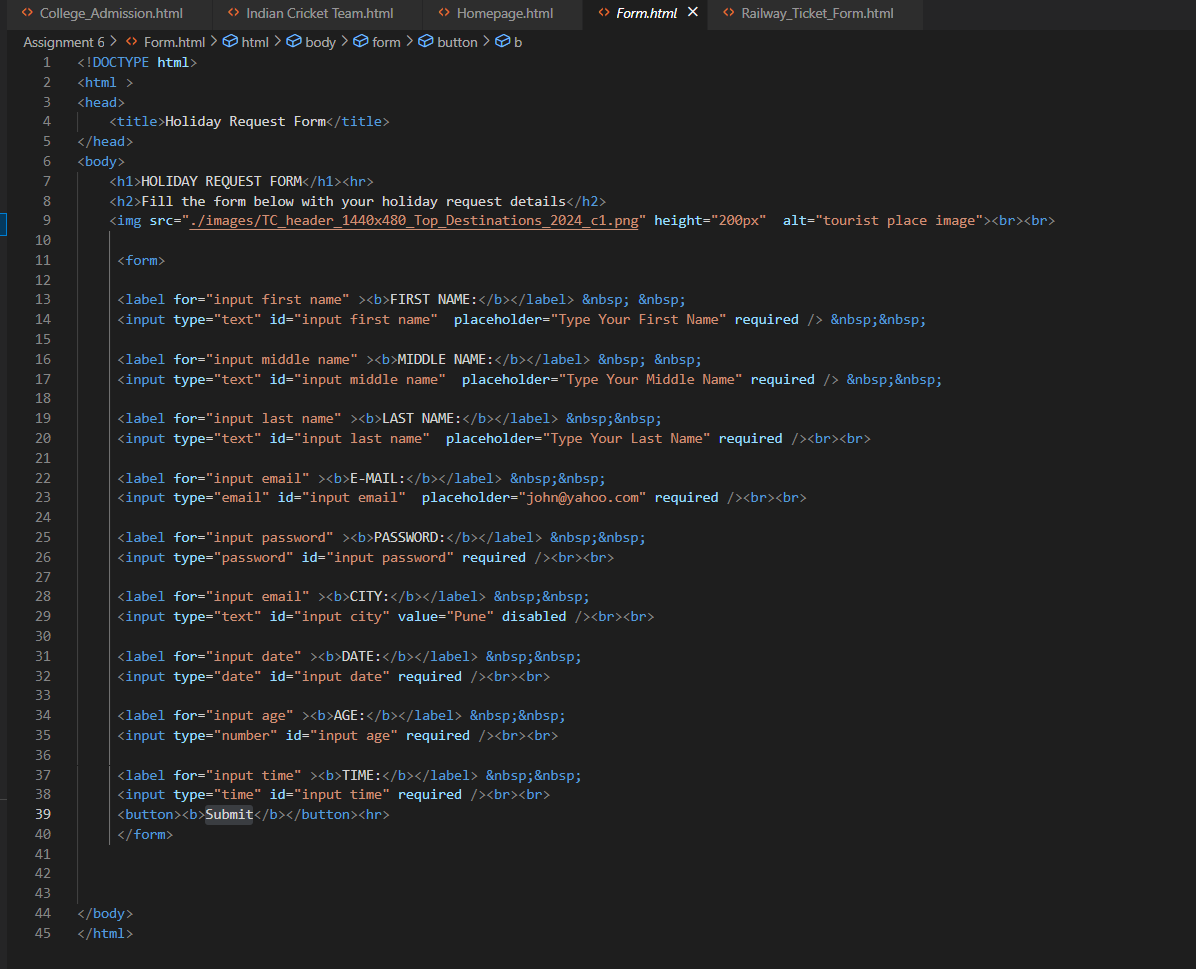 College_Admission.html Indian Cricket Team.html Homepage.html Form.html Railway_Ticket_Form.html
Assignment 6 > Form.html > html > body > form > button > b
1 <!DOCTYPE html>
2 <html >
3 <head>
4     <title>Holiday Request Form</title>
5 </head>
6 <body>
7     <h1>HOLIDAY REQUEST FORM</h1><hr>
8     <h2>Fill the form below with your holiday request details</h2>
9     <img src="./images/TC_header_1440x480_Top_Destinations_2024_c1.png" height="200px"  alt="tourist place image"><br><br>
10
11      <form>
12
13      <label for="input first name" ><b>FIRST NAME:</b></label> &nbsp; &nbsp;
14      <input type="text" id="input first name"  placeholder="Type Your First Name" required /> &nbsp;&nbsp;
15
16      <label for="input middle name" ><b>MIDDLE NAME:</b></label> &nbsp; &nbsp;
17      <input type="text" id="input middle name"  placeholder="Type Your Middle Name" required /> &nbsp;&nbsp;
18
19      <label for="input last name" ><b>LAST NAME:</b></label> &nbsp;&nbsp;
20      <input type="text" id="input last name"  placeholder="Type Your Last Name" required /><br><br>
21
22      <label for="input email" ><b>E-MAIL:</b></label> &nbsp;&nbsp;
23      <input type="email" id="input email"  placeholder="john@yahoo.com" required /><br><br>
24
25      <label for="input password" ><b>PASSWORD:</b></label> &nbsp;&nbsp;
26      <input type="password" id="input password" required /><br><br>
27
28      <label for="input email" ><b>CITY:</b></label> &nbsp;&nbsp;
29      <input type="text" id="input city" value="Pune" disabled /><br><br>
30
31      <label for="input date" ><b>DATE:</b></label> &nbsp;&nbsp;
32      <input type="date" id="input date" required /><br><br>
33
34      <label for="input age" ><b>AGE:</b></label> &nbsp;&nbsp;
35      <input type="number" id="input age" required /><br><br>
36
37      <label for="input time" ><b>TIME:</b></label> &nbsp;&nbsp;
38      <input type="time" id="input time" required /><br><br>
39      <button><b>Submit</b></button><hr>
40      </form>
41
42
43
44 </body>
45 </html>